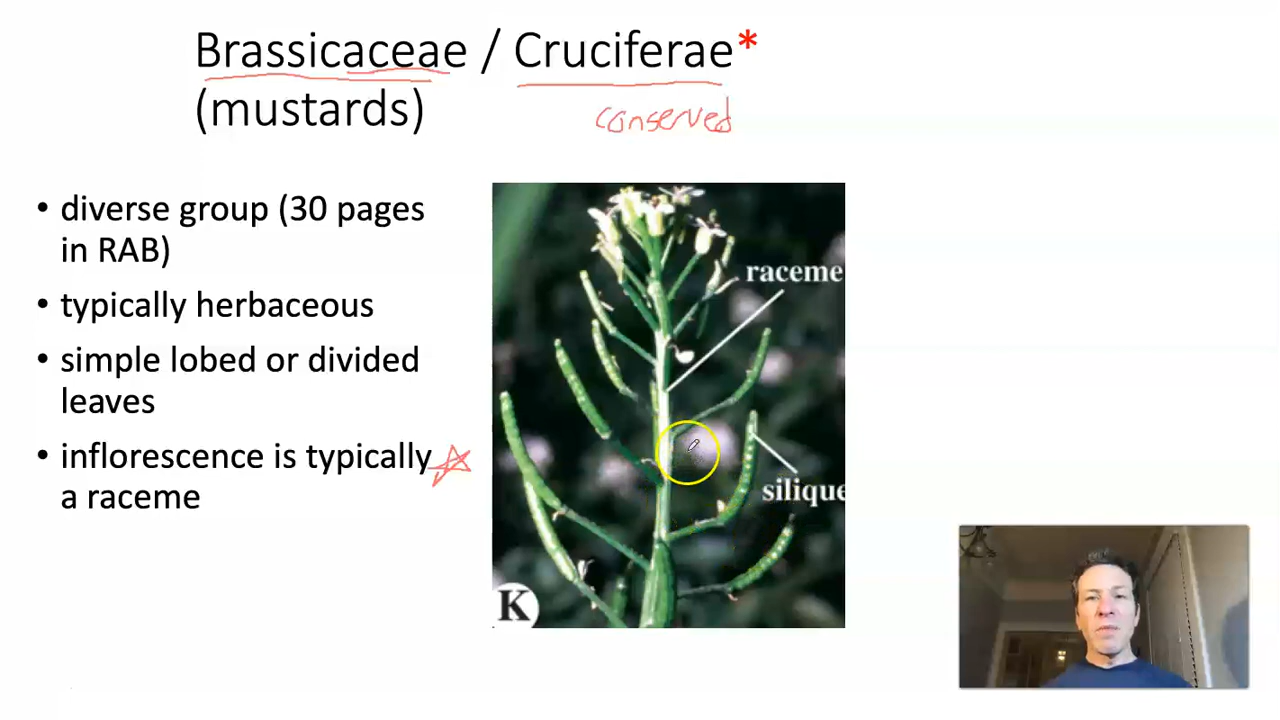 Brassicaceae / Cruciferae*
(mustards)
conserved
• diverse group (30 pages
in RAB)
• typically herbaceous
• simple lobed or divided
leaves
• inflorescence is typically
a raceme
raceme
silique
K